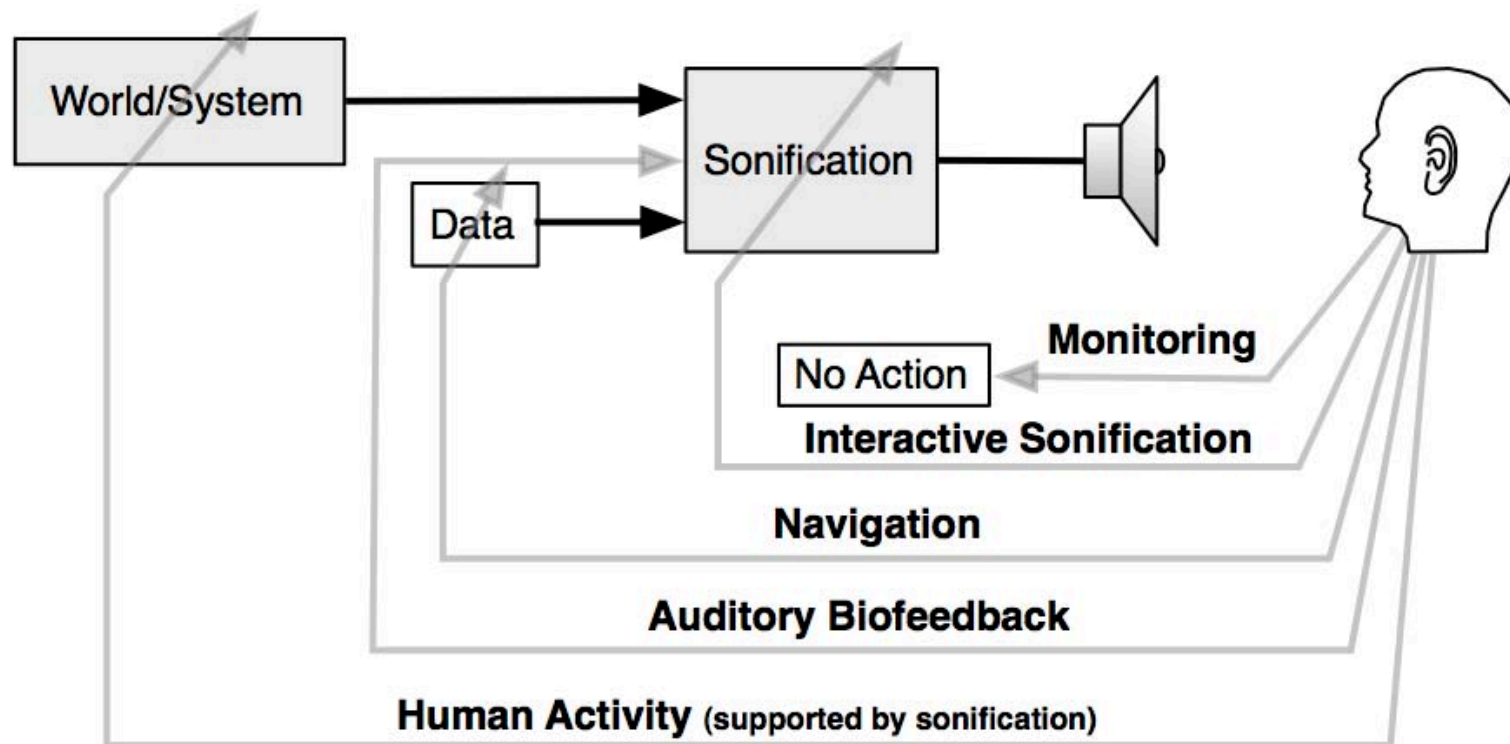 World/System
Sonification
Data
Monitoring
No Action
Interactive Sonification
Navigation
Auditory Biofeedback
Human Activity (supported by sonification)